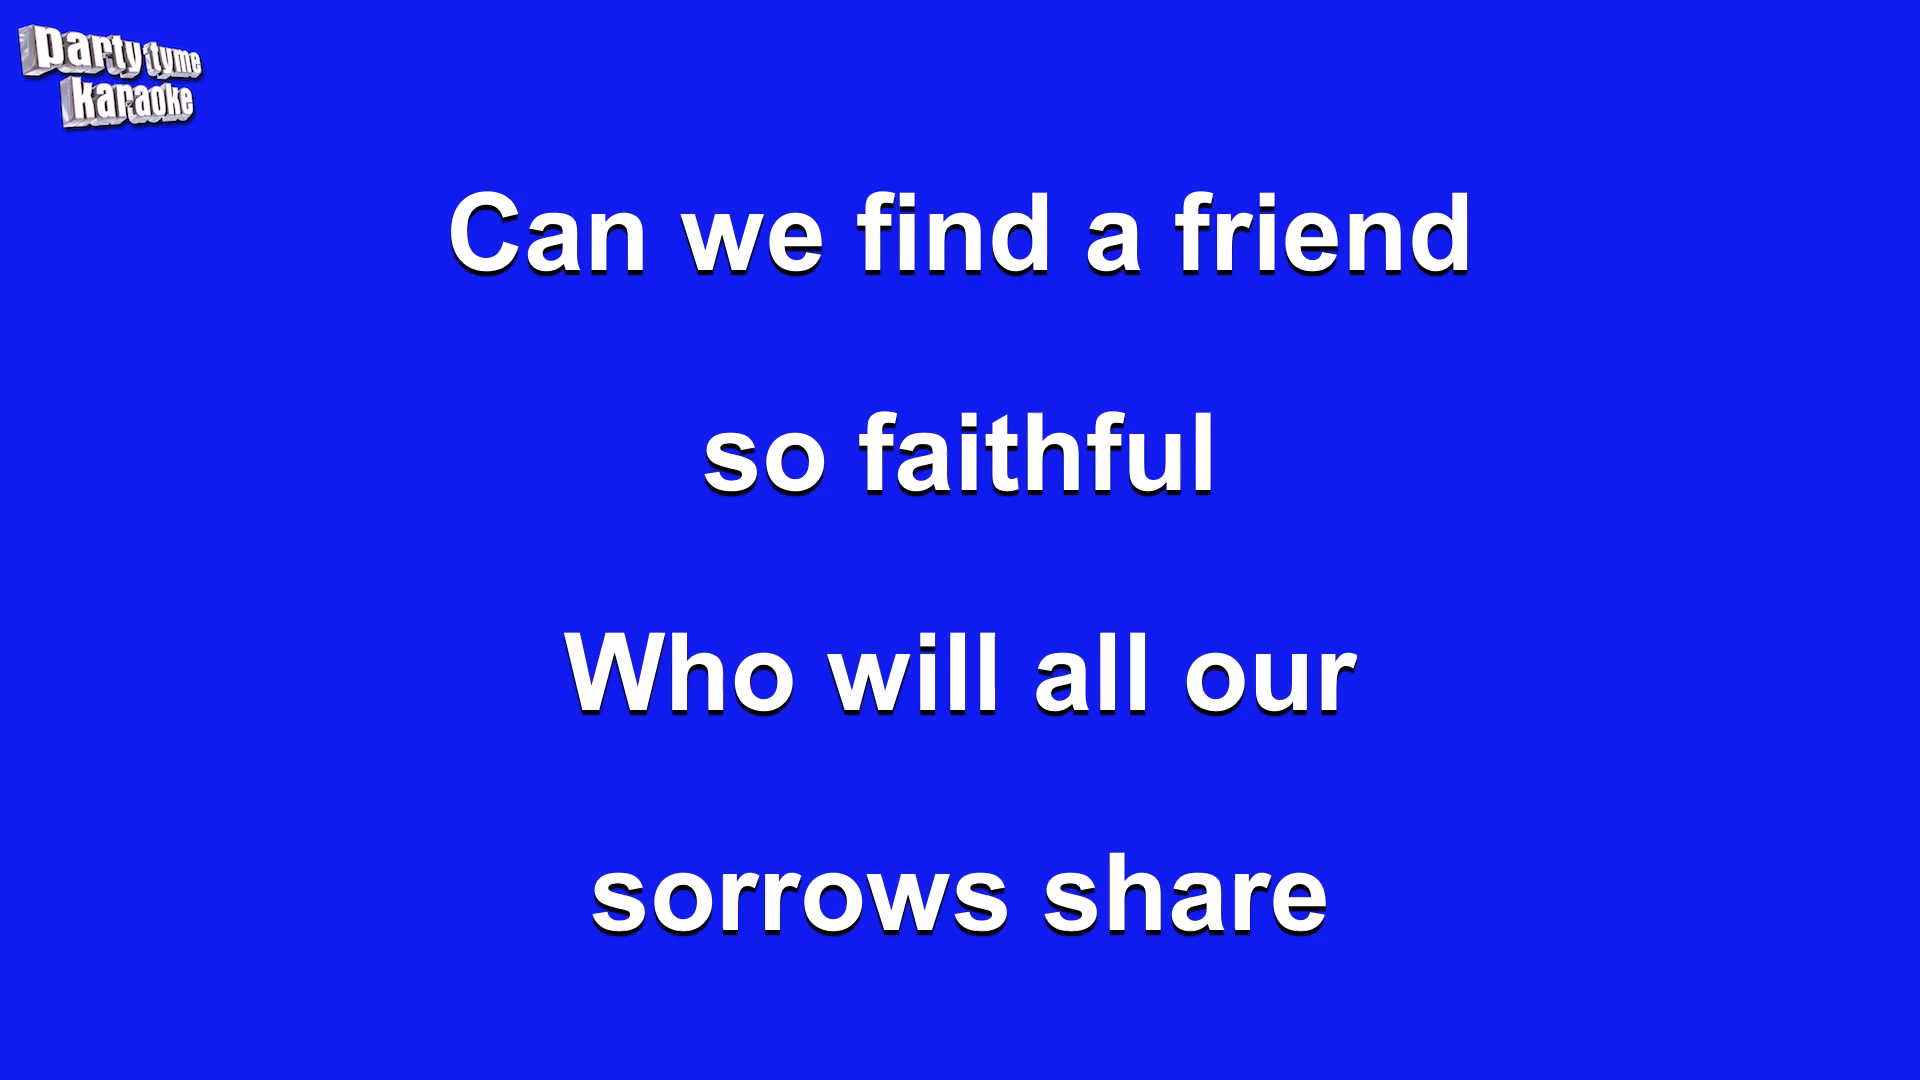 party tyme
karaoke
Can we find a friend
so faithful
Who will all our
sorrows share